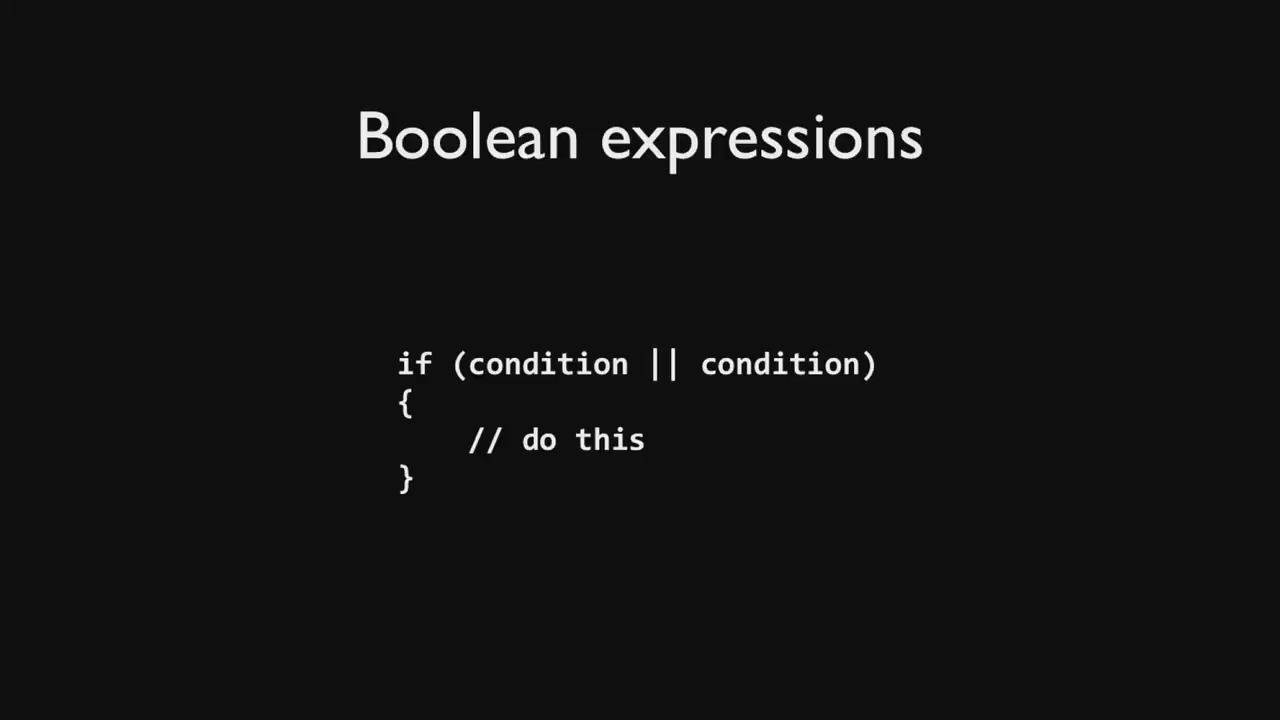 Boolean expressions
if (condition || condition)
{
    // do this
}